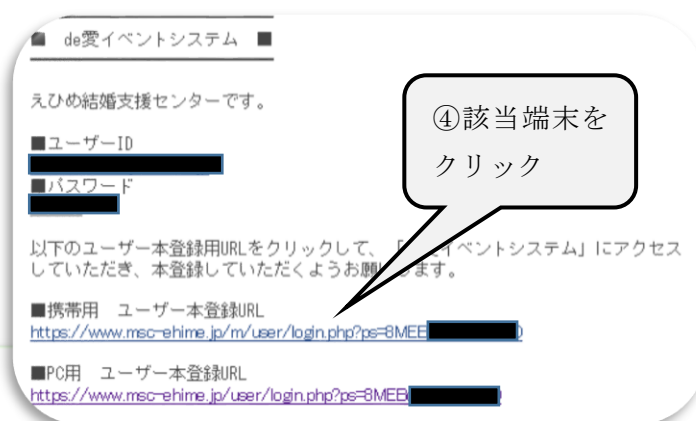 ■ de愛イベントシステム ■
えひめ結婚支援センターです。
④該当端末を
クリック
■ユーザーID
■パスワード
以下のユーザー本登録用URLをクリックして、「 イベントシステム」にアクセス
していただき、本登録していただくようお願 します。
■携帯用 ユーザー本登録URL
https://www.msc-ehime.jp/m/user/login.php?ps=8MEE
■PC用 ユーザー本登録URL
https://www.msc-ehime.jp/user/login.php?ps=8MEB